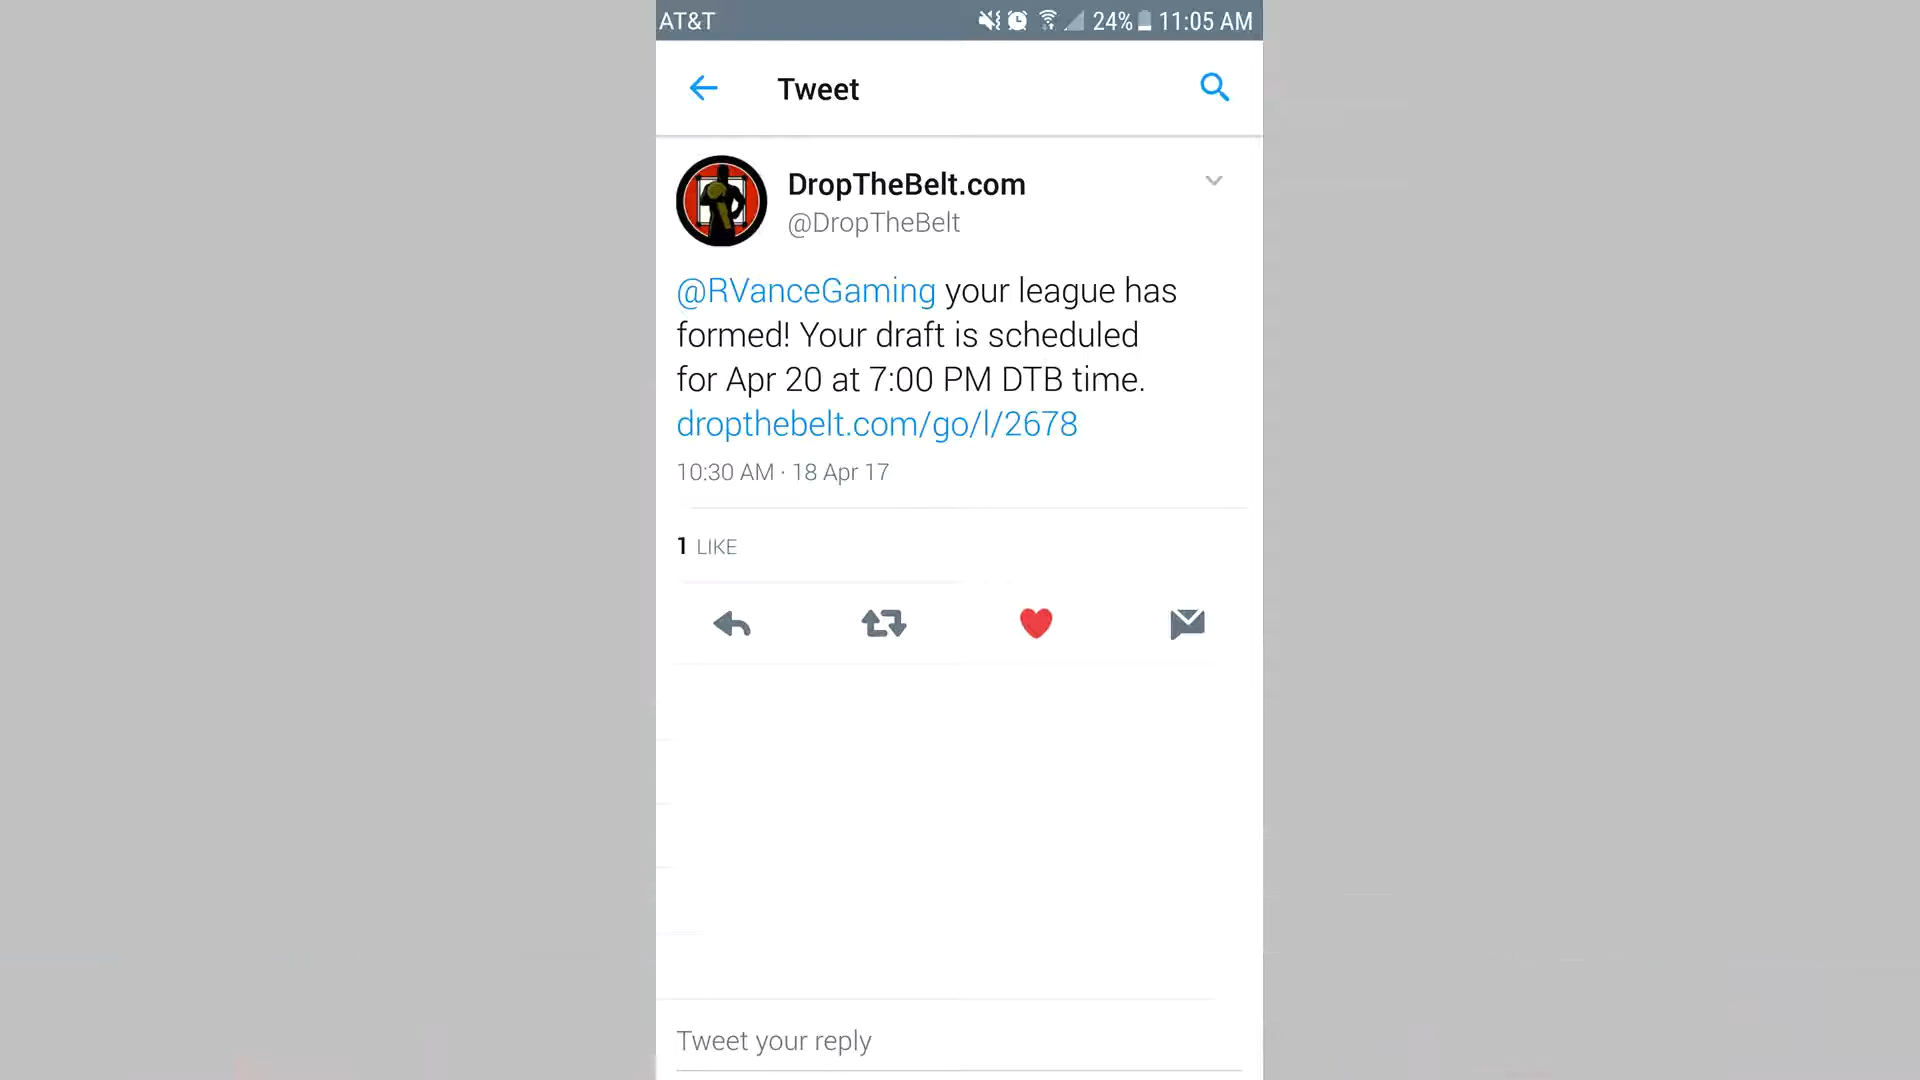 AT&T 24% 11:05 AM
Tweet
DropTheBelt.com
@DropTheBelt
@RVanceGaming your league has
formed! Your draft is scheduled
for Apr 20 at 7:00 PM DTB time.
dropthebelt.com/go/l/2678
10:30 AM · 18 Apr 17
1 LIKE
Tweet your reply